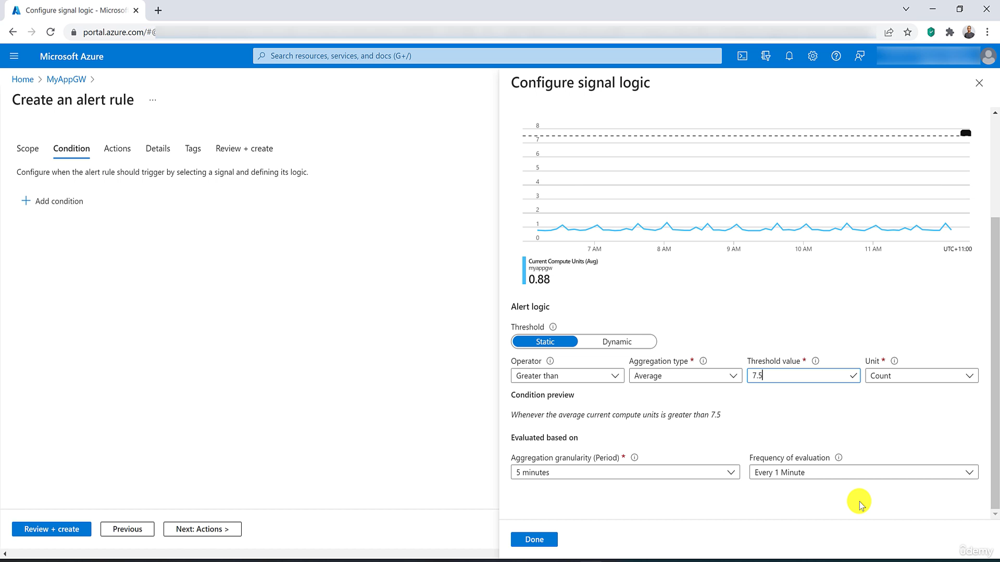 Configure signal logic - Microsof
portal.azure.com/#@
Microsoft Azure
Search resources, services, and docs (G+/)
Home > MyAppGW >
Create an alert rule ...
Scope Condition Actions Details Tags Review + create
Configure when the alert rule should trigger by selecting a signal and defining its logic.
+ Add condition
Review + create Previous Next: Actions >
Configure signal logic
8
7
6
5
4
3
2
1
0
7 AM 8 AM 9 AM 10 AM 11 AM UTC+11:00
Current Compute Units (Avg)
myappgw
0.88
Alert logic
Threshold
Static Dynamic
Operator Aggregation type * Threshold value * Unit *
Greater than Average 7.5 Count
Condition preview
Whenever the average current compute units is greater than 7.5
Evaluated based on
Aggregation granularity (Period) * Frequency of evaluation
5 minutes Every 1 Minute
Done
ûdemy